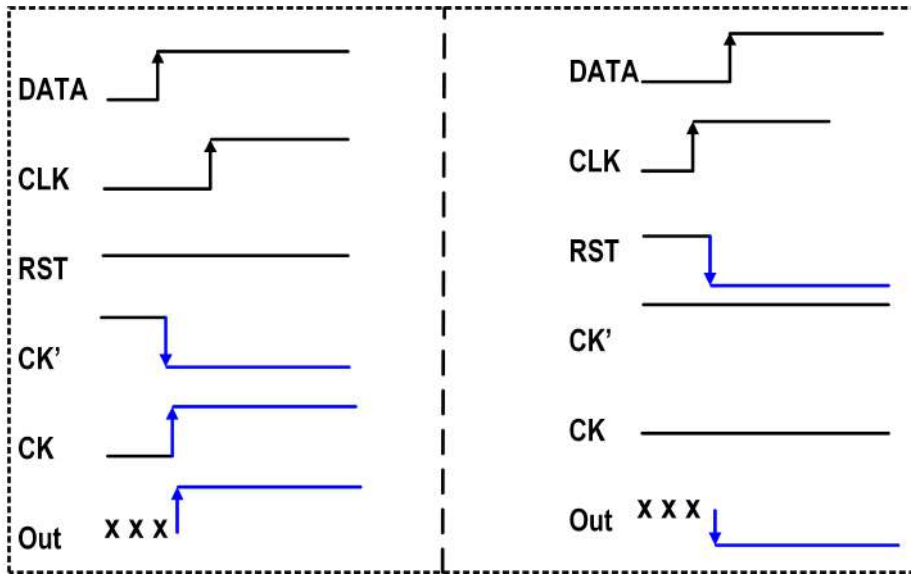 DATA
CLK
RST
CK'
CK
Out X X X
DATA
CLK
RST
CK'
CK
Out X X X